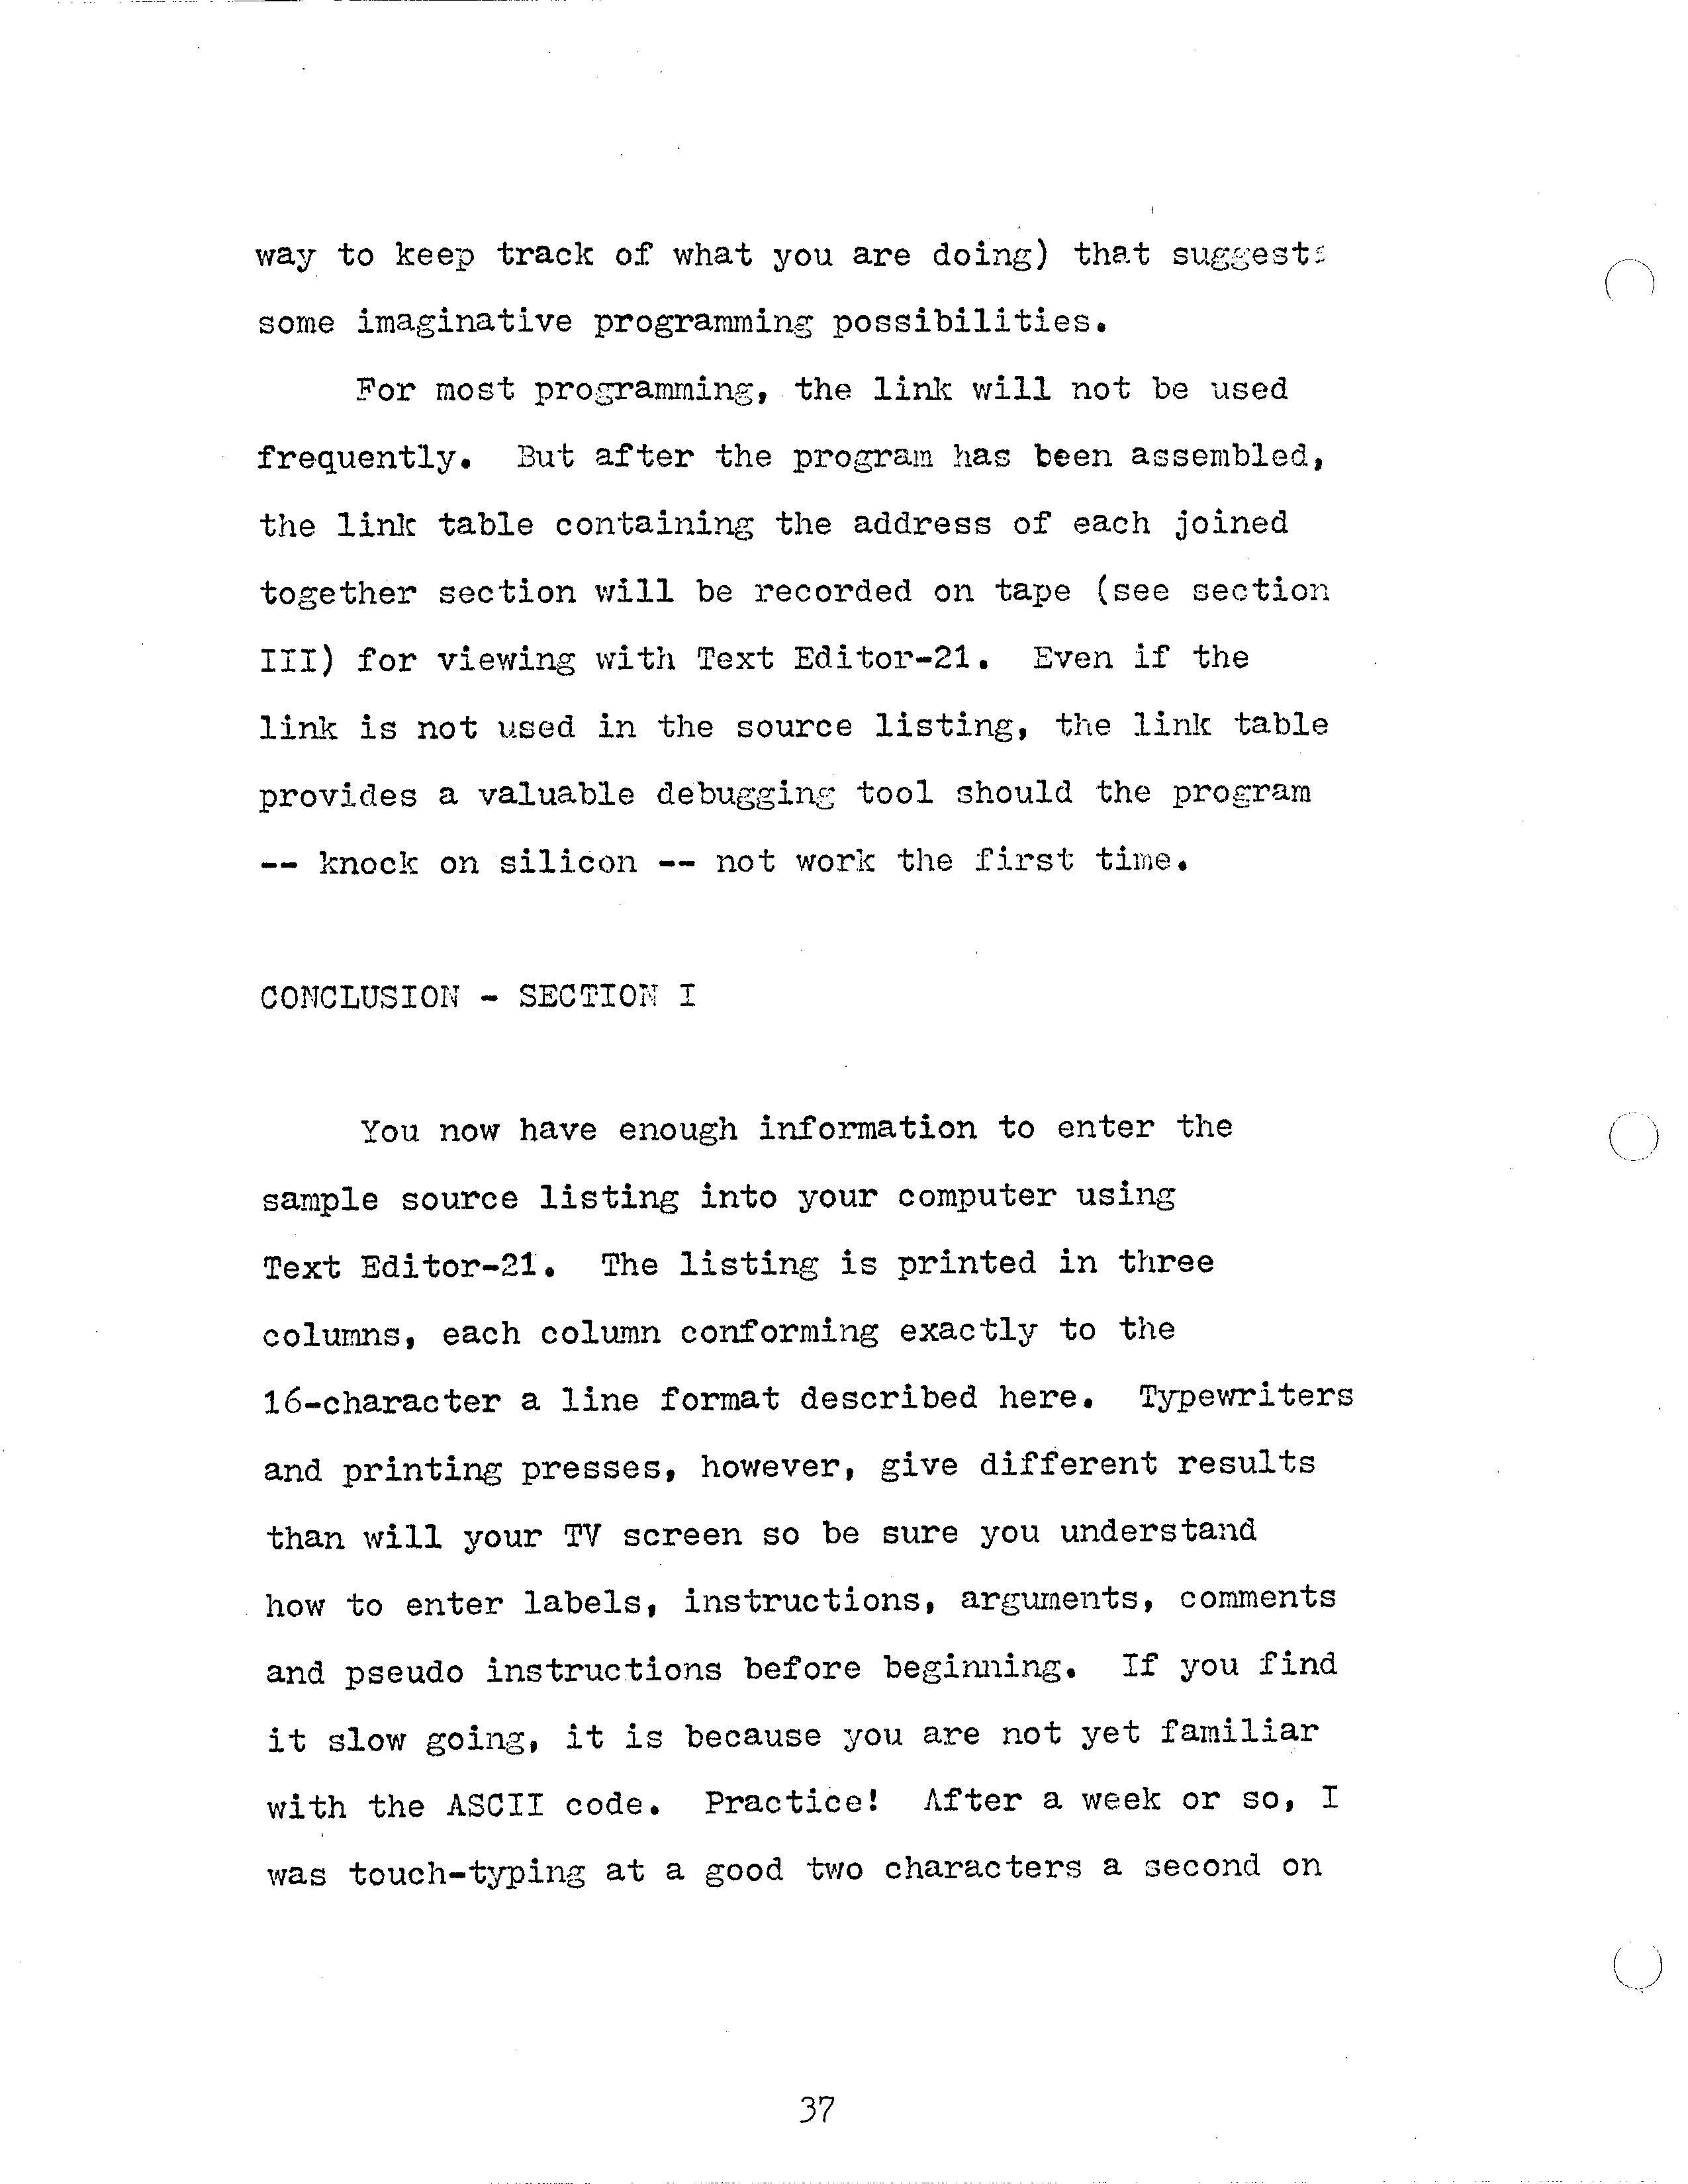 way to keep track of what you are doing) that suggests
some imaginative programming possibilities.
For most programming, the link will not be used
frequently.  But after the program has been assembled,
the link table containing the address of each joined
together section will be recorded on tape (see section
III) for viewing with Text Editor-21.  Even if the
link is not used in the source listing, the link table
provides a valuable debugging tool should the program
-- knock on silicon -- not work the first time.
CONCLUSION - SECTION I
You now have enough information to enter the
sample source listing into your computer using
Text Editor-21.  The listing is printed in three
columns, each column conforming exactly to the
16-character a line format described here.  Typewriters
and printing presses, however, give different results
than will your TV screen so be sure you understand
how to enter labels, instructions, arguments, comments
and pseudo instructions before beginning.  If you find
it slow going, it is because you are not yet familiar
with the ASCII code.  Practice!  After a week or so, I
was touch-typing at a good two characters a second on
37